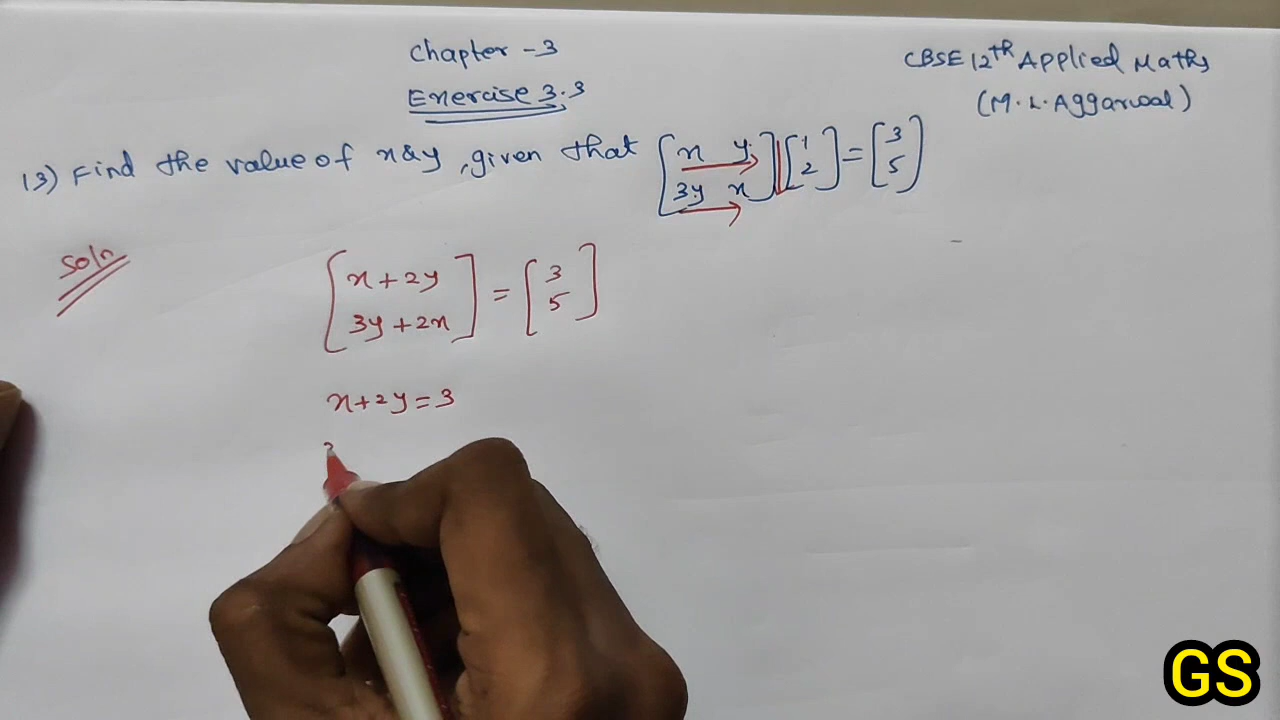 Chapter - 3
Exercise 3.3
CBSE 12th Applied Maths
(M.L.Aggarwal)
13) Find the value of x & y, given that [x y; 3y x] [1; 2] = [3; 5]
Soln
[x+2y; 3y+2x] = [3; 5]
x+2y=3
GS